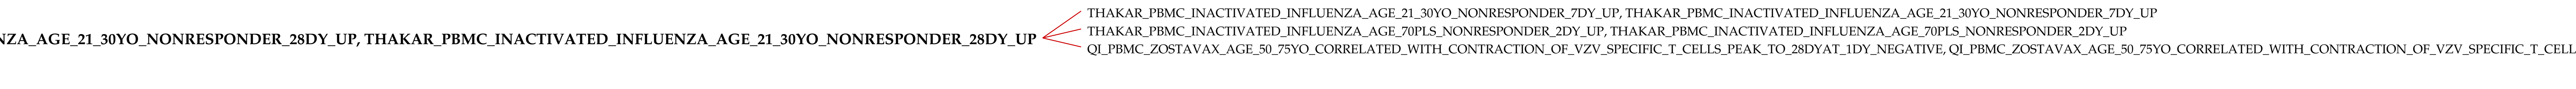 THAKAR_PBMC_INACTIVATED_INFLUENZA_AGE_21_30YO_NONRESPONDER_7DY_UP, THAKAR_PBMC_INACTIVATED_INFLUENZA_AGE_21_30YO_NONRESPONDER_7DY_UP
THAKAR_PBMC_INACTIVATED_INFLUENZA_AGE_70PLS_NONRESPONDER_2DY_UP, THAKAR_PBMC_INACTIVATED_INFLUENZA_AGE_70PLS_NONRESPONDER_2DY_UP
NZA_AGE_21_30YO_NONRESPONDER_28DY_UP, THAKAR_PBMC_INACTIVATED_INFLUENZA_AGE_21_30YO_NONRESPONDER_28DY_UP
QI_PBMC_ZOSTAVAX_AGE_50_75YO_CORRELATED_WITH_CONTRACTION_OF_VZV_SPECIFIC_T_CELLS_PEAK_TO_28DYAT_1DY_NEGATIVE, QI_PBMC_ZOSTAVAX_AGE_50_75YO_CORRELATED_WITH_CONTRACTION_OF_VZV_SPECIFIC_T_CELL